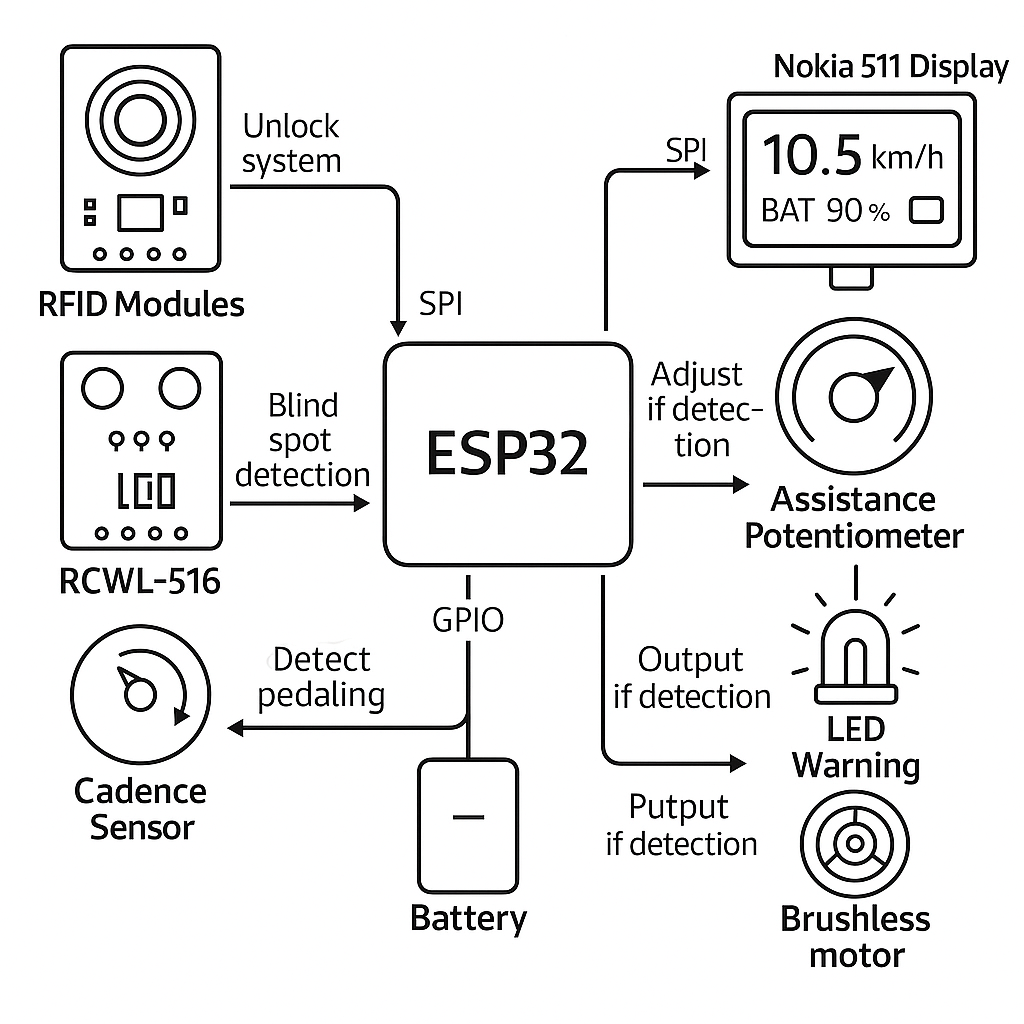 Nokia 511 Display
Unlock
system
SPI
10.5 km/h
BAT 90 %
RFID Modules
SPI
Blind
spot
detection
ESP32
Adjust
if detec-
tion
Assistance
Potentiometer
RCWL-516
GPIO
Detect
pedaling
Output
if detection
LED
Warning
Cadence
Sensor
Putput
if detection
Battery
Brushless
motor